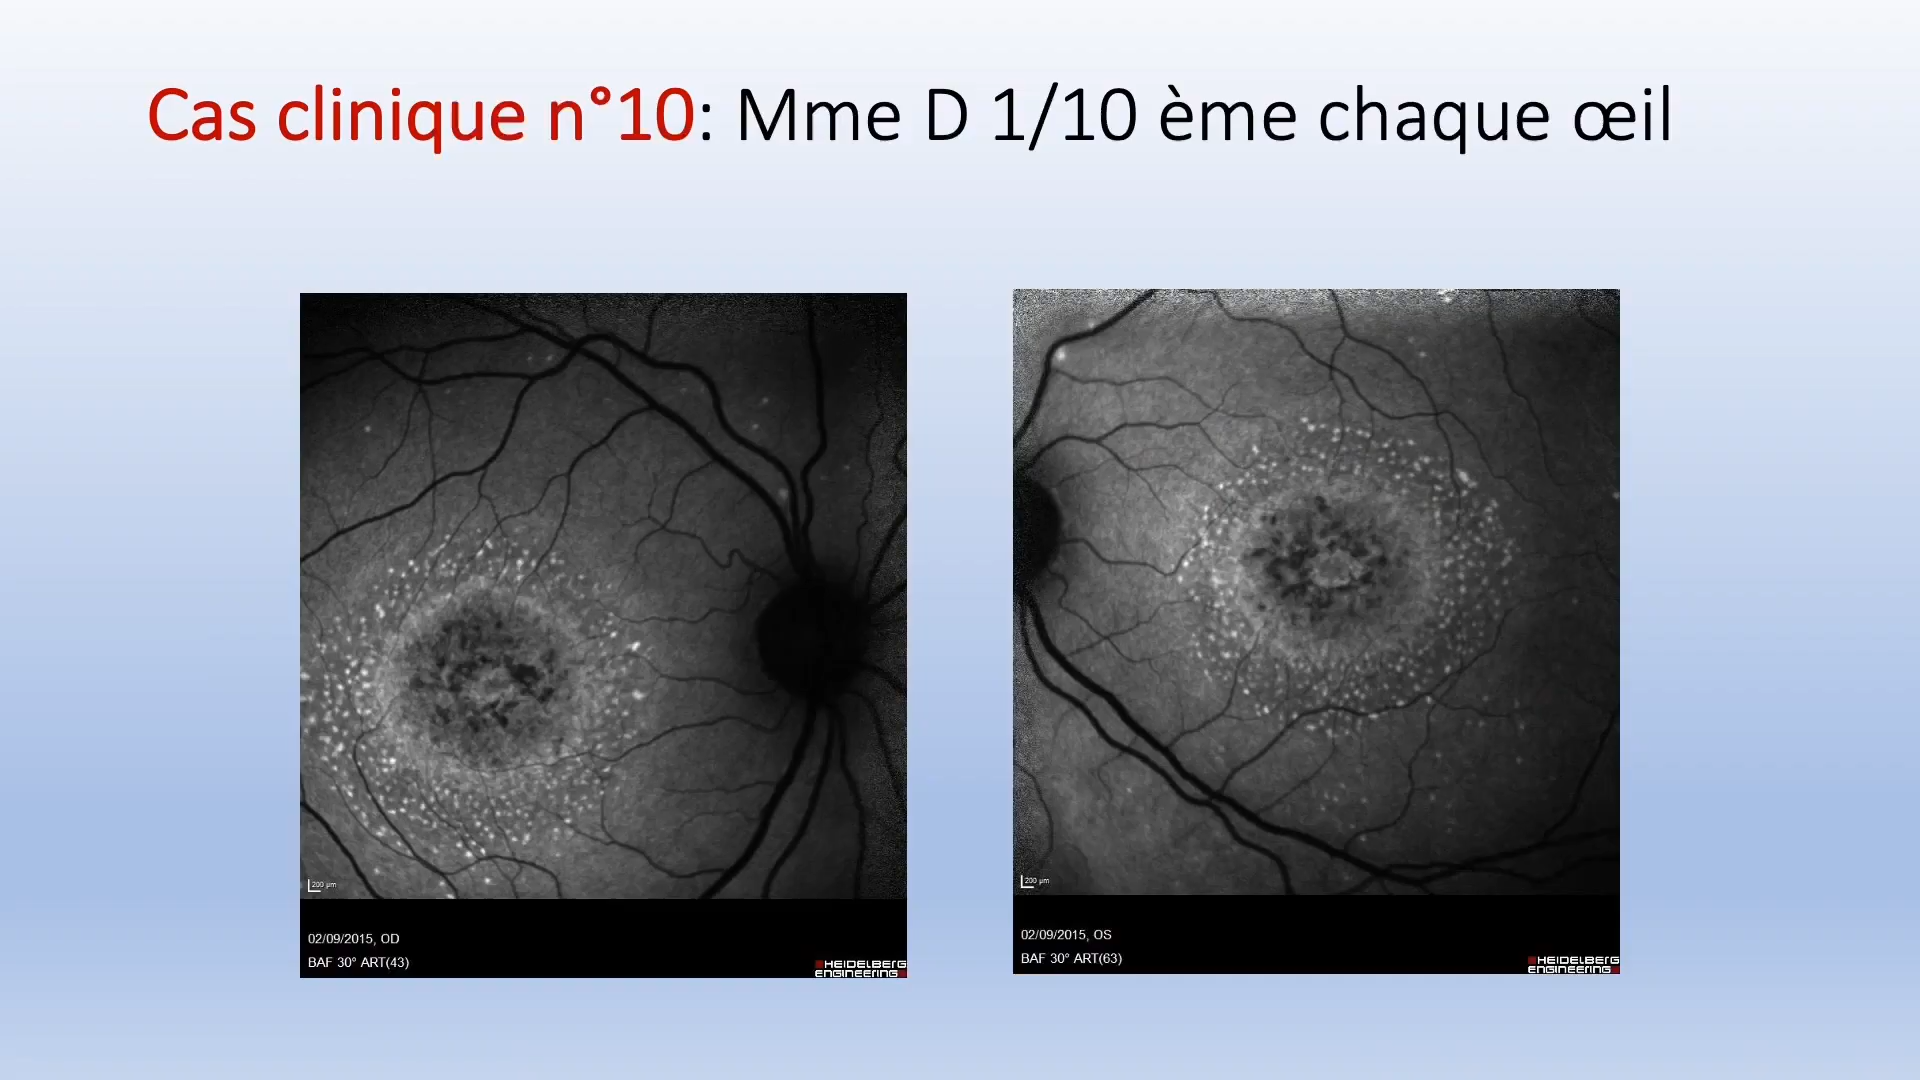 Cas clinique n°10: Mme D 1/10 ème chaque œil
200 µm
02/09/2015, OD
BAF 30° ART(43)
HEIDELBERG
ENGINEERING
200 µm
02/09/2015, OS
BAF 30° ART(63)
HEIDELBERG
ENGINEERING